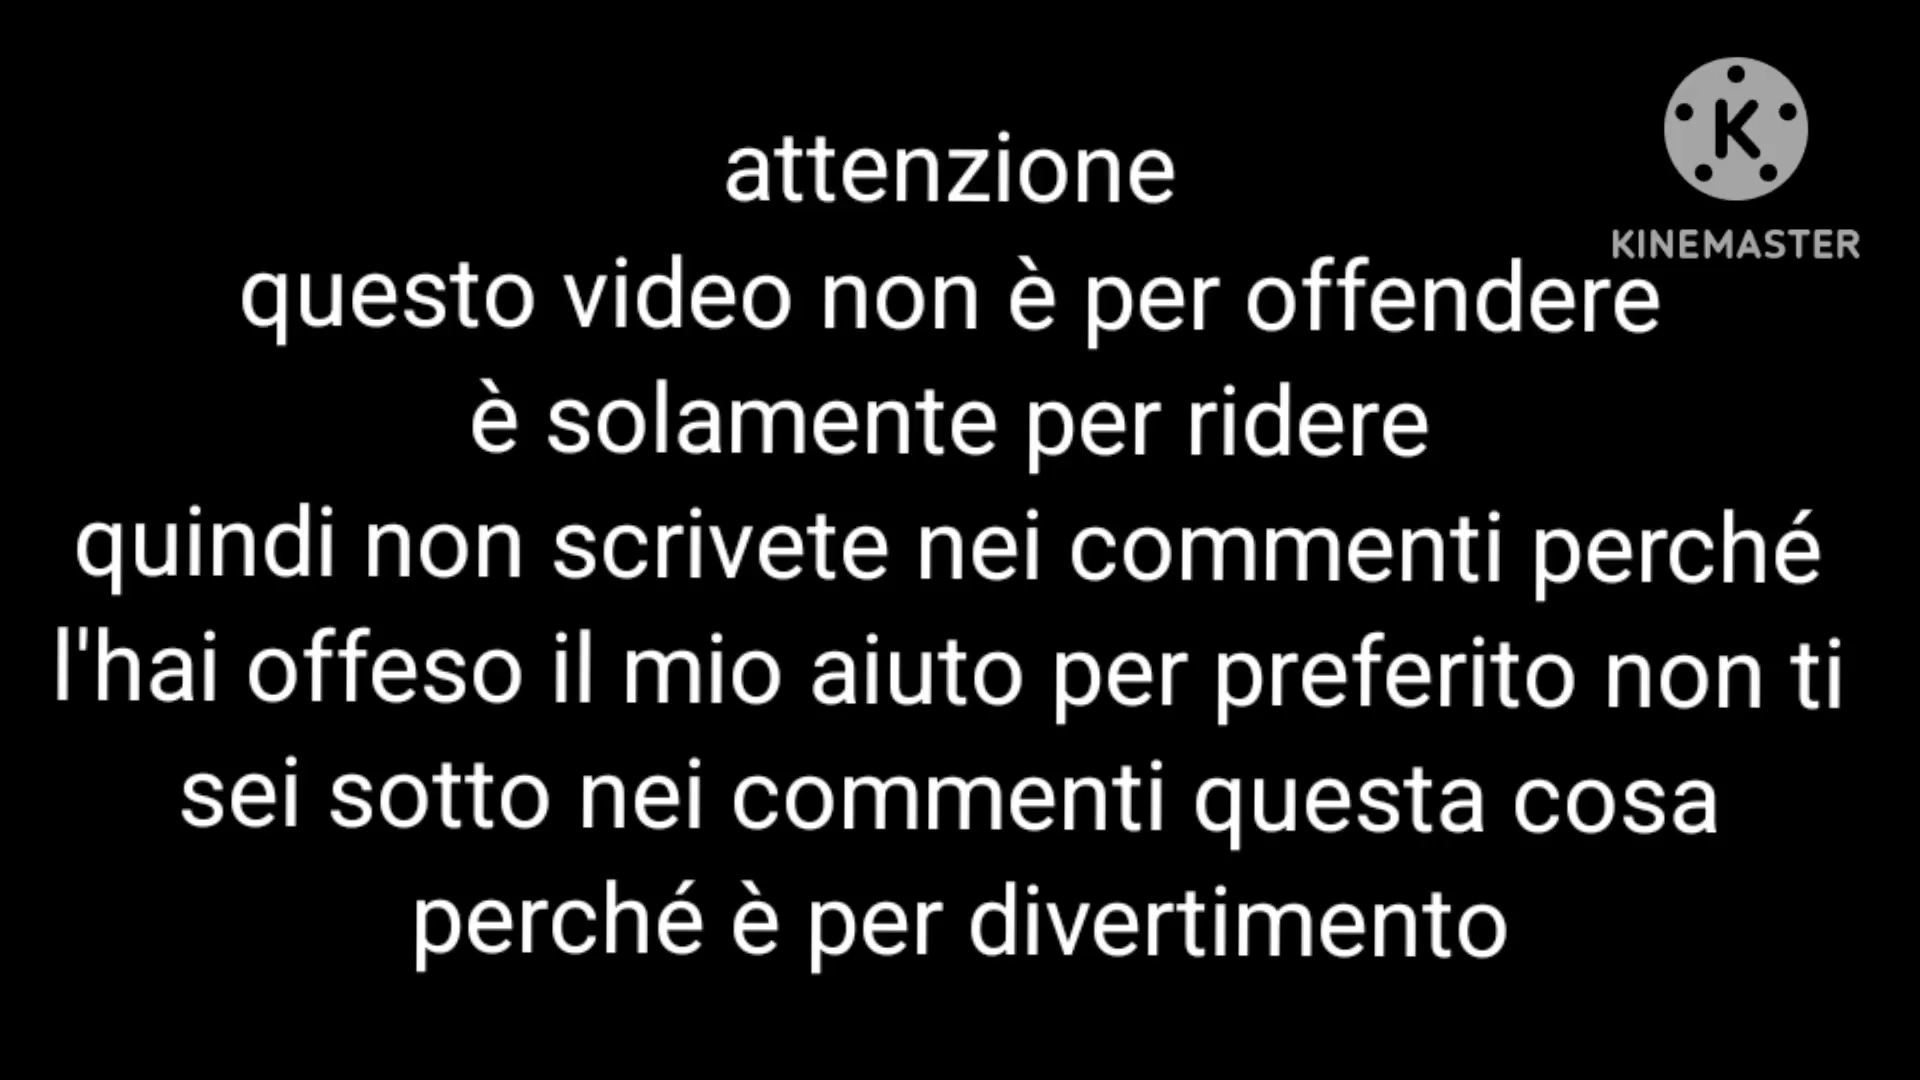 attenzione
KINEMASTER
questo video non è per offendere
è solamente per ridere
quindi non scrivete nei commenti perché
l'hai offeso il mio aiuto per preferito non ti
sei sotto nei commenti questa cosa
perché è per divertimento